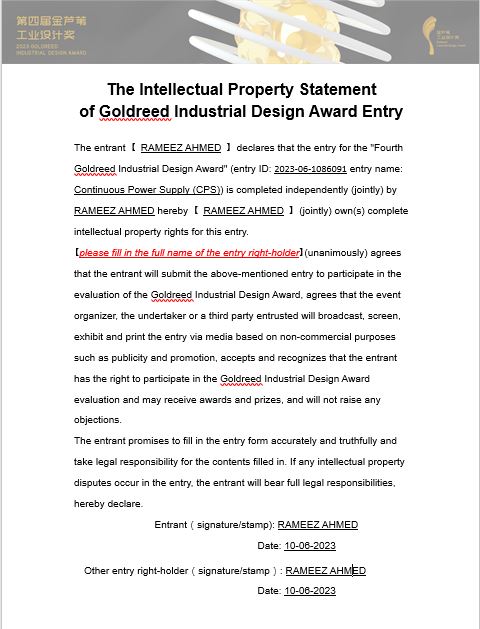 第四届金芦苇
工业设计奖
2023 GOLDREED
INDUSTRIAL DESIGN AWARD
金芦苇
工业设计奖
The Intellectual Property Statement
of Goldreed Industrial Design Award Entry
The entrant【 RAMEEZ AHMED 】declares that the entry for the "Fourth
Goldreed Industrial Design Award" (entry ID: 2023-06-1086091 entry name:
Continuous Power Supply (CPS)) is completed independently (jointly) by
RAMEEZ AHMED hereby【 RAMEEZ AHMED 】(jointly) own(s) complete
intellectual property rights for this entry.
【please fill in the full name of the entry right-holder】(unanimously) agrees
that the entrant will submit the above-mentioned entry to participate in the
evaluation of the Goldreed Industrial Design Award, agrees that the event
organizer, the undertaker or a third party entrusted will broadcast, screen,
exhibit and print the entry via media based on non-commercial purposes
such as publicity and promotion, accepts and recognizes that the entrant
has the right to participate in the Goldreed Industrial Design Award
evaluation and may receive awards and prizes, and will not raise any
objections.
The entrant promises to fill in the entry form accurately and truthfully and
take legal responsibility for the contents filled in. If any intellectual property
disputes occur in the entry, the entrant will bear full legal responsibilities,
hereby declare.
Entrant（signature/stamp): RAMEEZ AHMED
Date: 10-06-2023
Other entry right-holder（signature/stamp）: RAMEEZ AHMED
Date: 10-06-2023